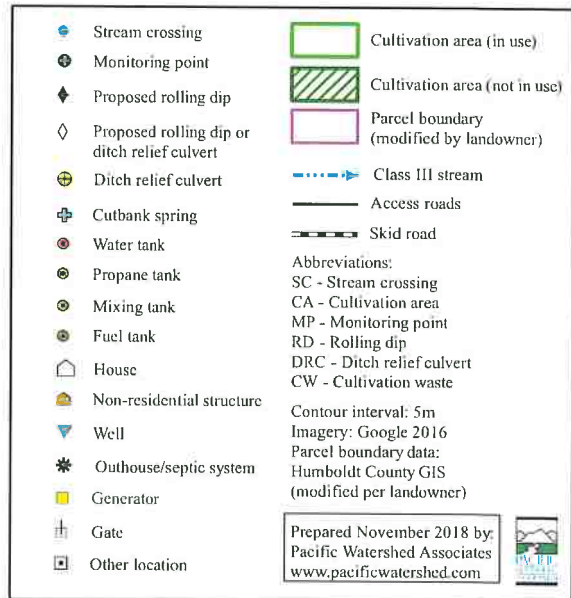 Stream crossing
Monitoring point
Proposed rolling dip
Proposed rolling dip or
ditch relief culvert
Ditch relief culvert
Cutbank spring
Water tank
Propane tank
Mixing tank
Fuel tank
House
Non-residential structure
Well
Outhouse/septic system
Generator
Gate
Other location
Cultivation area (in use)
Cultivation area (not in use)
Parcel boundary
(modified by landowner)
Class III stream
Access roads
Skid road
Abbreviations:
SC - Stream crossing
CA - Cultivation area
MP - Monitoring point
RD - Rolling dip
DRC - Ditch relief culvert
CW - Cultivation waste
Contour interval: 5m
Imagery: Google 2016
Parcel boundary data:
Humboldt County GIS
(modified per landowner)
Prepared November 2018 by:
Pacific Watershed Associates
www.pacificwatershed.com